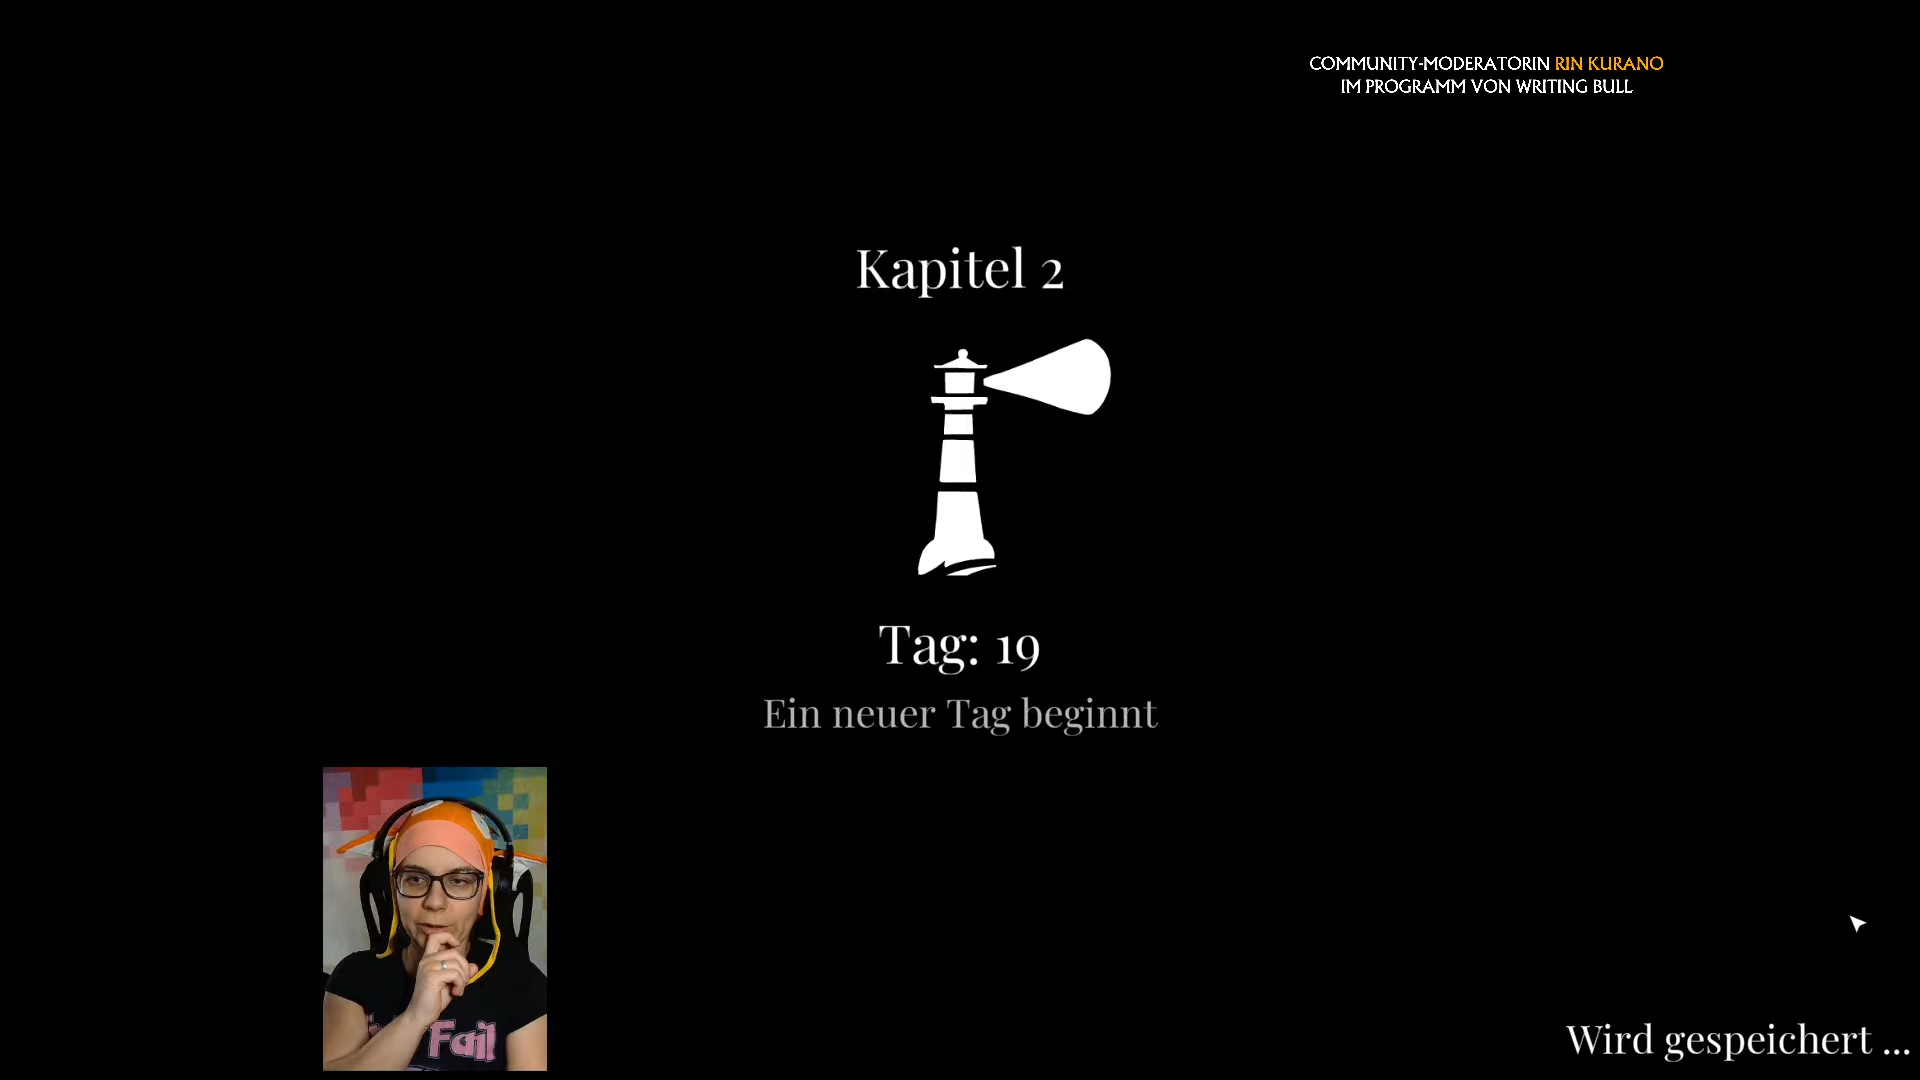 COMMUNITY-MODERATORIN RIN KURANO
IM PROGRAMM VON WRITING BULL
Kapitel 2
Tag: 19
Ein neuer Tag beginnt
Fail
Wird gespeichert ...